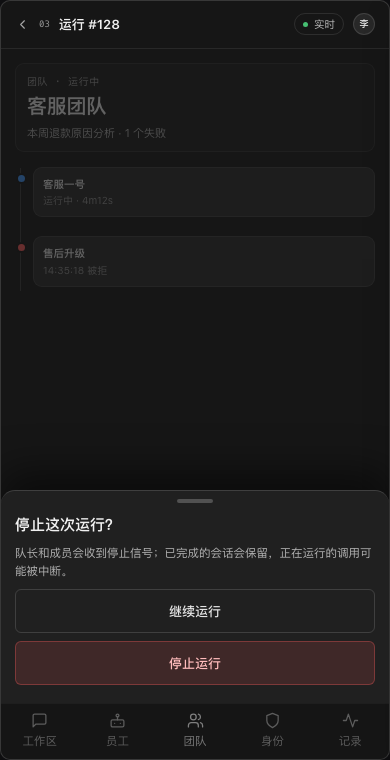 03 运行 #128
实时
李
团队 · 运行中
客服团队
本周退款原因分析 · 1 个失败
客服一号
运行中 · 4m12s
售后升级
14:35:18 被拒
停止这次运行?
队长和成员会收到停止信号；已完成的会话会保留，正在运行的调用可
能被中断。
继续运行
停止运行
工作区
员工
团队
身份
记录